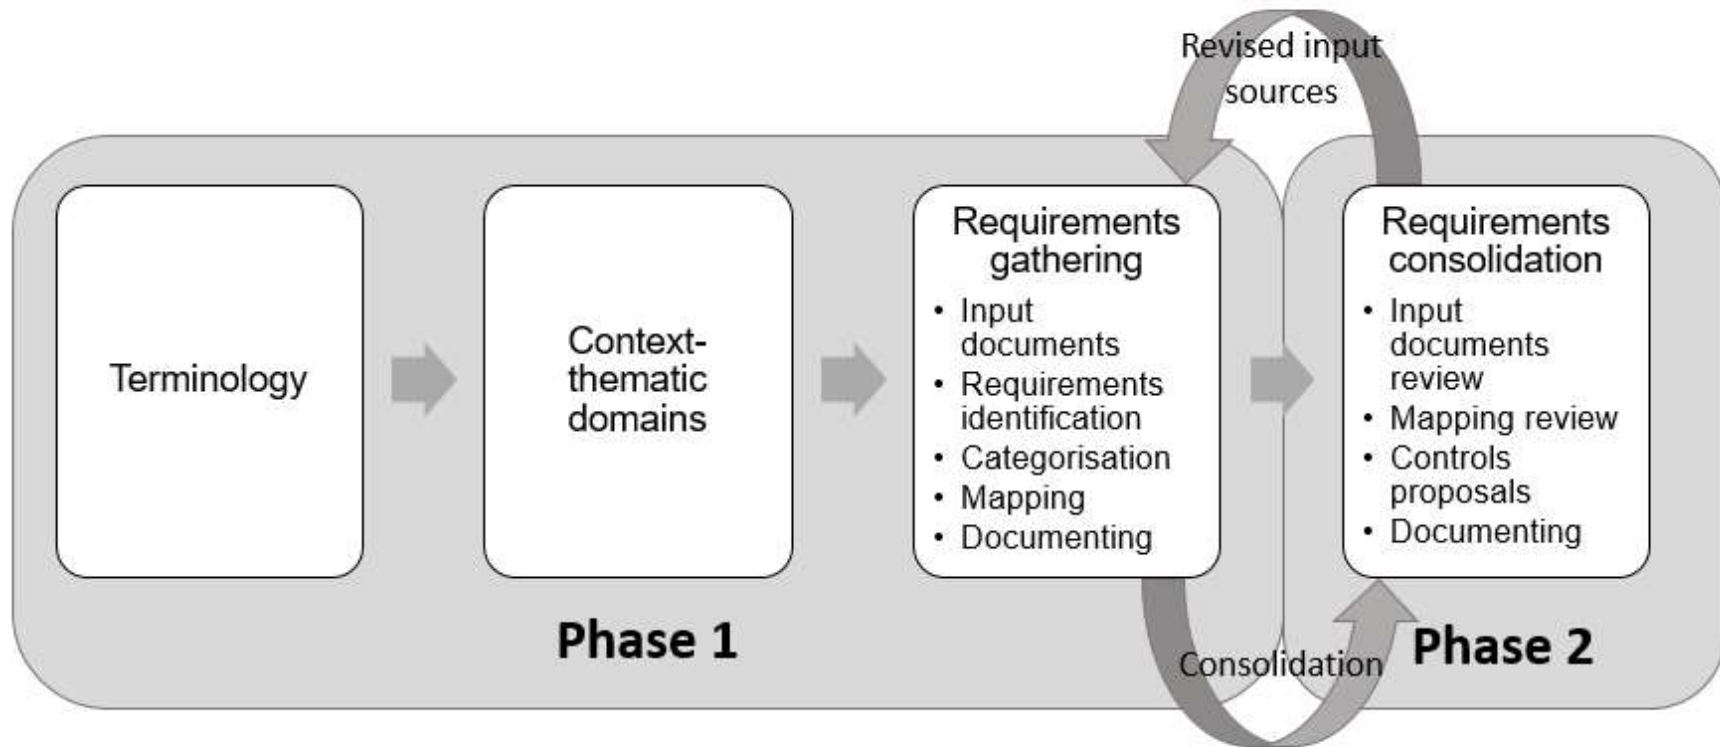 Revised input
sources
Terminology
Context-
thematic
domains
Requirements
gathering
• Input
documents
• Requirements
identification
• Categorisation
• Mapping
• Documenting
Requirements
consolidation
• Input
documents
review
• Mapping review
• Controls
proposals
• Documenting
Phase 1
Consolidation
Phase 2